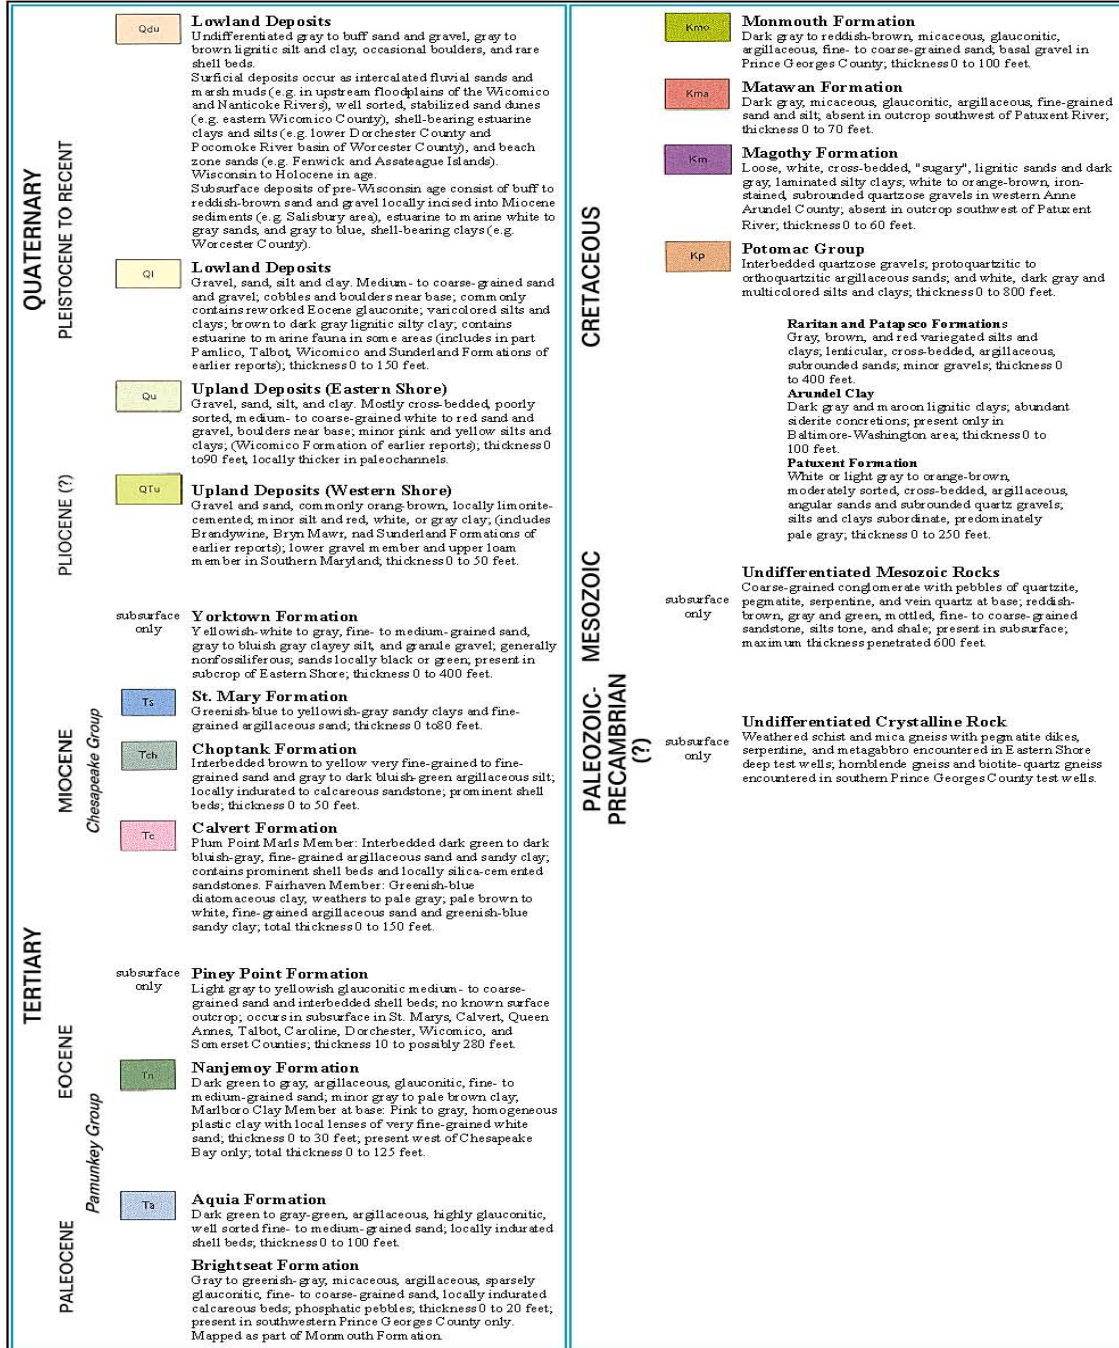 QUATERNARY
PLEISTOCENE TO RECENT
Qdu
Lowland Deposits
Undifferentiated gray to buff sand and gravel, gray to
brown lignitic silt and clay, occasional boulders, and rare
shell beds.
Surficial deposits occur as intercalated fluvial sands and
marsh muds (e.g. in upstream floodplains of the Wicomico
and Nanticoke Rivers), well sorted, stabilized sand dunes
(e.g. eastern Wicomico County), shell-bearing estuarine
clays and silts (e.g. lower Dorchester County and
Pocomoke River basin of Worcester County), and beach
zone sands (e.g. Fenwick and Assateague Islands).
Wisconsin to Holocene in age.
Subsurface deposits of pre-Wisconsin age consist of buff to
reddish-brown sand and gravel locally incised into Miocene
sediments (e.g. Salisbury area), estuarine to marine white to
gray sands, and gray to blue, shell-bearing clays (e.g.
Worcester County).
Ql
Lowland Deposits
Gravel, sand, silt and clay. Medium- to coarse-grained sand
and gravel; cobbles and boulders near base; commonly
contains reworked Eocene glauconite; varicolored silts and
clays; brown to dark gray lignitic silty clay; contains
estuarine to marine fauna in some areas (includes in part
Pamlico, Talbot, Wicomico and Sunderland Formations of
earlier reports); thickness 0 to 150 feet.
Qu
Upland Deposits (Eastern Shore)
Gravel, sand, silt, and clay. Mostly cross-bedded, poorly
sorted, medium- to coarse-grained white to red sand and
gravel, boulders near base; minor pink and yellow silts and
clays; (Wicomico Formation of earlier reports); thickness 0
to90 feet, locally thicker in paleochannels.
PLIOCENE (?)
QTu
Upland Deposits (Western Shore)
Gravel and sand, commonly orang-brown, locally limonite-
cemented; minor silt and red, white, or gray clay; (includes
Brandywine, Bryn Mawr, nad Sunderland Formations of
earlier reports); lower gravel member and upper loam
member in Southern Maryland; thickness 0 to 50 feet.
TERTIARY
MIOCENE
Chesapeake Group
subsurface
only
Yorktown Formation
Yellowish-white to gray, fine- to medium-grained sand,
gray to bluish gray clayey silt, and granule gravel; generally
nonfossiliferous; sands locally black or green; present in
subcrop of Eastern Shore; thickness 0 to 400 feet.
Ts
St. Mary Formation
Greenish-blue to yellowish-gray sandy clays and fine-
grained argillaceous sand; thickness 0 to80 feet.
Tch
Choptank Formation
Interbedded brown to yellow very fine-grained to fine-
grained sand and gray to dark bluish-green argillaceous silt;
locally indurated to calcareous sandstone; prominent shell
beds; thickness 0 to 50 feet.
Tc
Calvert Formation
Plum Point Marls Member: Interbedded dark green to dark
bluish-gray, fine-grained argillaceous sand and sandy clay;
contains prominent shell beds and locally silica-cemented
sandstones. Fairhaven Member: Greenish-blue
diatomaceous clay, weathers to pale gray; pale brown to
white, fine-grained argillaceous sand and greenish-blue
sandy clay; total thickness 0 to 150 feet.
EOCENE
Pamunkey Group
subsurface
only
Piney Point Formation
Light gray to yellowish glauconitic medium- to coarse-
grained sand and interbedded shell beds; no known surface
outcrop; occurs in subsurface in St. Marys, Calvert, Queen
Annes, Talbot, Caroline, Dorchester, Wicomico, and
Somerset Counties; thickness 10 to possibly 280 feet.
Tn
Nanjemoy Formation
Dark green to gray, argillaceous, glauconitic, fine- to
medium-grained sand; minor gray to pale brown clay;
Marlboro Clay Member at base: Pink to gray, homogeneous
plastic clay with local lenses of very fine-grained white
sand; thickness 0 to 30 feet; present west of Chesapeake
Bay only; total thickness 0 to 125 feet.
PALEOCENE
Ta
Aquia Formation
Dark green to gray-green, argillaceous, highly glauconitic,
well sorted fine- to medium-grained sand; locally indurated
shell beds; thickness 0 to 100 feet.
Brightseat Formation
Gray to greenish-gray, micaceous, argillaceous, sparsely
glauconitic, fine- to coarse-grained sand, locally indurated
calcareous beds; phosphatic pebbles; thickness 0 to 20 feet;
present in southwestern Prince Georges County only.
Mapped as part of Monmouth Formation.
CRETACEOUS
Kmo
Monmouth Formation
Dark gray to reddish-brown, micaceous, glauconitic,
argillaceous, fine- to coarse-grained sand; basal gravel in
Prince Georges County; thickness 0 to 100 feet.
Kma
Matawan Formation
Dark gray, micaceous, glauconitic, argillaceous, fine-grained
sand and silt; absent in outcrop southwest of Patuxent River;
thickness 0 to 70 feet.
Km
Magothy Formation
Loose, white, cross-bedded, "sugary", lignitic sands and dark
gray, laminated silty clays; white to orange-brown, iron-
stained, subrounded quartzose gravels in western Anne
Arundel County; absent in outcrop southwest of Patuxent
River; thickness 0 to 60 feet.
Kp
Potomac Group
Interbedded quartzose gravels; protoquartzitic to
orthoquartzitic argillaceous sands; and white, dark gray and
multicolored silts and clays; thickness 0 to 800 feet.
Raritan and Patapsco Formations
Gray, brown, and red variegated silts and
clays; lenticular, cross-bedded, argillaceous,
subrounded sands; minor gravels; thickness 0
to 400 feet.
Arundel Clay
Dark gray and maroon lignitic clays; abundant
siderite concretions; present only in
Baltimore-Washington area; thickness 0 to
100 feet.
Patuxent Formation
White or light gray to orange-brown,
moderately sorted, cross-bedded, argillaceous,
angular sands and subrounded quartz gravels;
silts and clays subordinate, predominately
pale gray; thickness 0 to 250 feet.
MESOZOIC
subsurface
only
Undifferentiated Mesozoic Rocks
Coarse-grained conglomerate with pebbles of quartzite,
pegmatite, serpentine, and vein quartz at base; reddish-
brown, gray and green, mottled, fine- to coarse-grained
sandstone, silts tone, and shale; present in subsurface;
maximum thickness penetrated 600 feet.
PALEOZOIC-
PRECAMBRIAN
(?)
subsurface
only
Undifferentiated Crystalline Rock
Weathered schist and mica gneiss with pegmatite dikes,
serpentine, and metagabbro encountered in Eastern Shore
deep test wells; hornblende gneiss and biotite-quartz gneiss
encountered in southern Prince Georges County test wells.